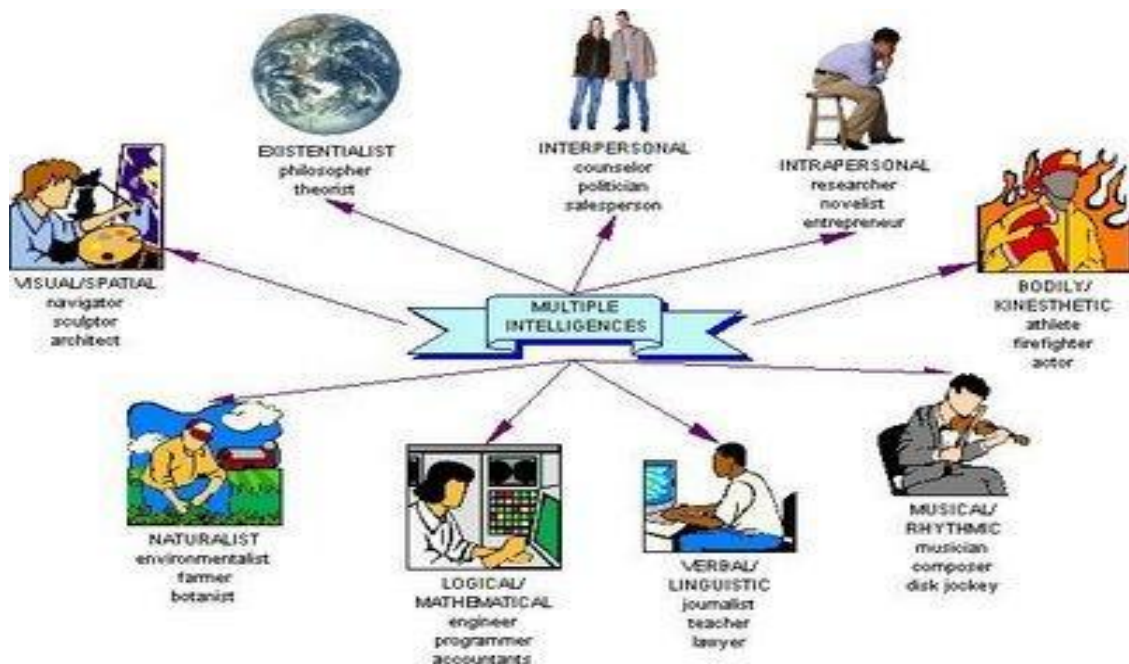 EXISTENTIALIST
philosopher
theorist
INTERPERSONAL
counselor
politician
salesperson
INTRAPERSONAL
researcher
novelist
entrepreneur
VISUAL/SPATIAL
navigator
sculptor
architect
MULTIPLE
INTELLIGENCES
BODILY/
KINESTHETIC
athlete
firefighter
actor
NATURALIST
environmentalist
farmer
botanist
LOGICAL/
MATHEMATICAL
engineer
programmer
accountants
VERBAL/
LINGUISTIC
journalist
teacher
lawyer
MUSICAL/
RHYTHMIC
musician
composer
disk jockey